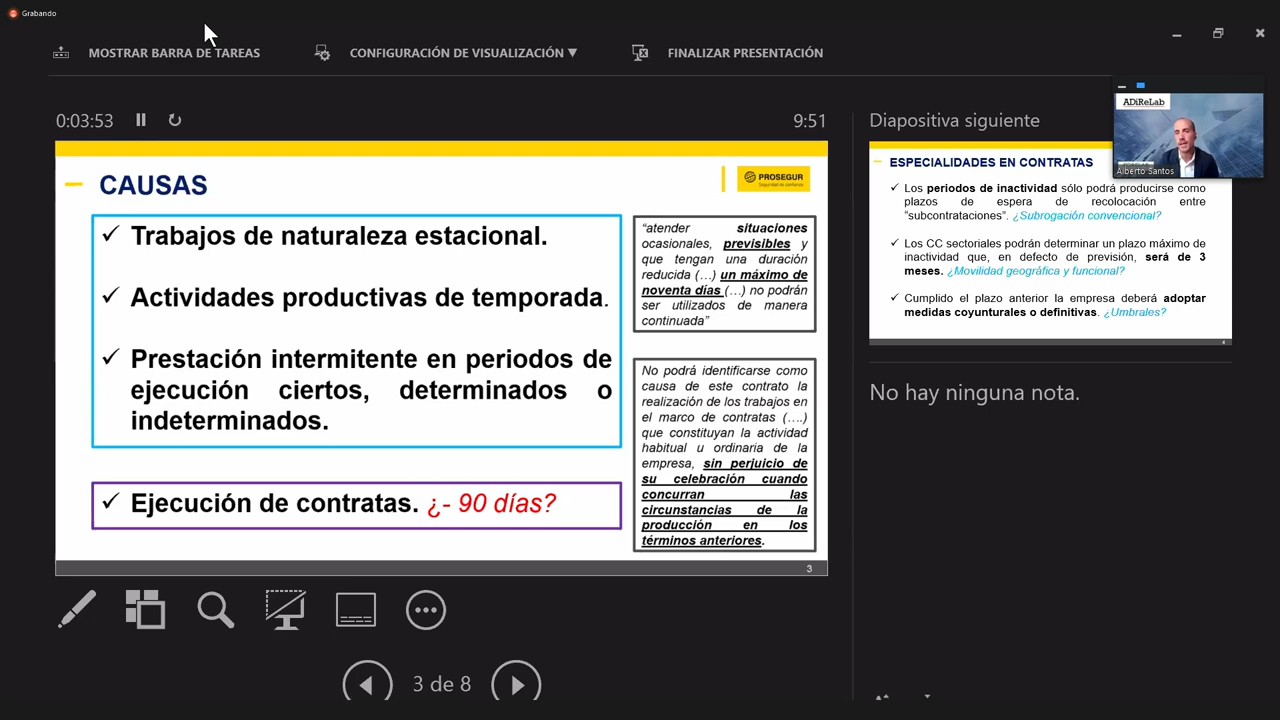 Grabando
MOSTRAR BARRA DE TAREAS
CONFIGURACIÓN DE VISUALIZACIÓN ▼
FINALIZAR PRESENTACIÓN
0:03:53
9:51
CAUSAS
PROSEGUR
Seguridad de confianza
✓ Trabajos de naturaleza estacional.
✓ Actividades productivas de temporada.
✓ Prestación intermitente en periodos de
ejecución ciertos, determinados o
indeterminados.
✓ Ejecución de contratas. ¿- 90 días?
“atender situaciones
ocasionales, previsibles y
que tengan una duración
reducida (…) un máximo de
noventa días (…) no podrán
ser utilizados de manera
continuada”
No podrá identificarse como
causa de este contrato la
realización de los trabajos en
el marco de contratas (….)
que constituyan la actividad
habitual u ordinaria de la
empresa, sin perjuicio de
su celebración cuando
concurran las
circunstancias de la
producción en los
términos anteriores.
3
3 de 8
Diapositiva siguiente
ADiReLab
Alberto Santos
ESPECIALIDADES EN CONTRATAS
✓ Los periodos de inactividad sólo podrá producirse como
plazos de espera de recolocación entre
“subcontrataciones”. ¿Subrogación convencional?
✓ Los CC sectoriales podrán determinar un plazo máximo de
inactividad que, en defecto de previsión, será de 3
meses. ¿Movilidad geográfica y funcional?
✓ Cumplido el plazo anterior la empresa deberá adoptar
medidas coyunturales o definitivas. ¿Umbrales?
4
No hay ninguna nota.